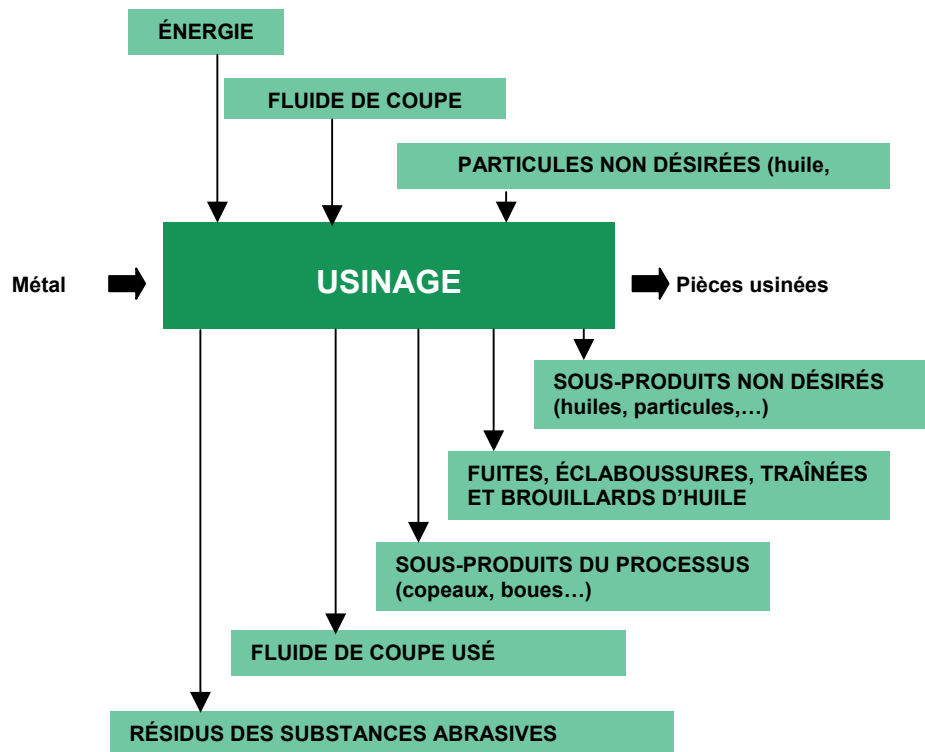 ÉNERGIE
FLUIDE DE COUPE
PARTICULES NON DÉSIRÉES (huile,
Métal
USINAGE
Pièces usinées
SOUS-PRODUITS NON DÉSIRÉS
(huiles, particules,…)
FUITES, ÉCLABOUSSURES, TRAÎNÉES
ET BROUILLARDS D’HUILE
SOUS-PRODUITS DU PROCESSUS
(copeaux, boues…)
FLUIDE DE COUPE USÉ
RÉSIDUS DES SUBSTANCES ABRASIVES